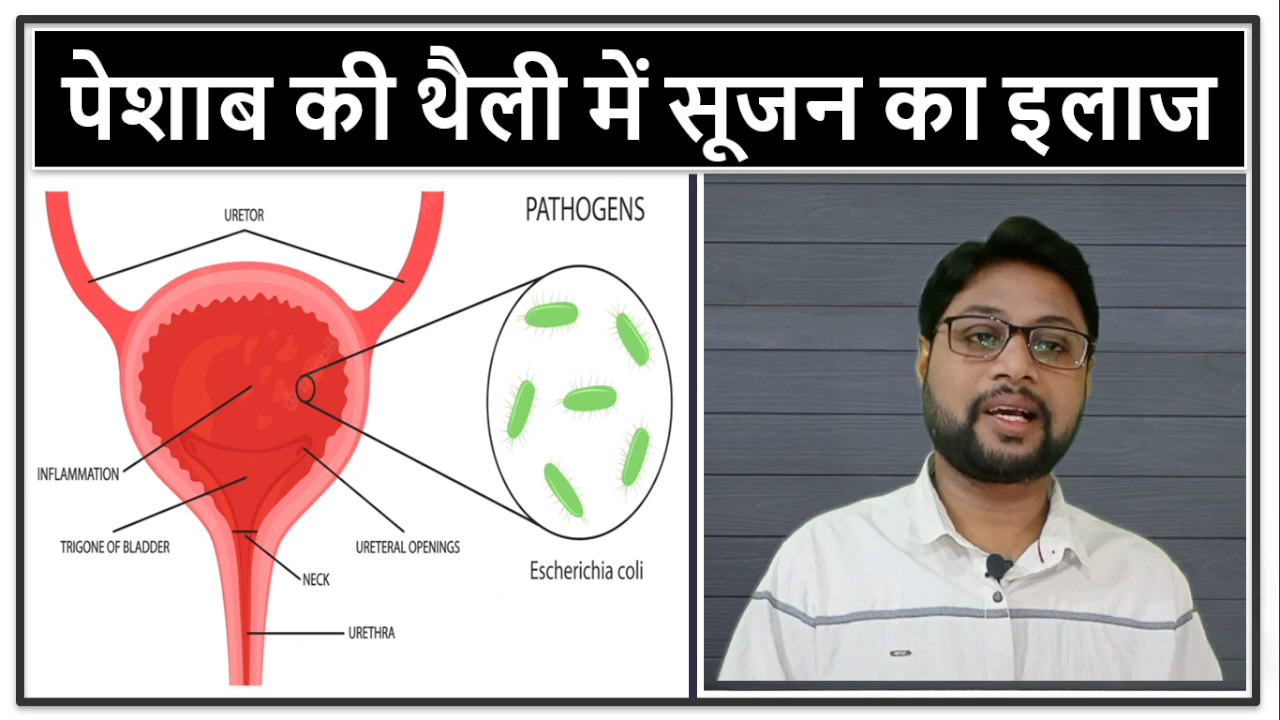 पेशाब की थैली में सूजन का इलाज
URETOR
PATHOGENS
INFLAMMATION
TRIGONE OF BLADDER
URETERAL OPENINGS
NECK
Escherichia coli
URETHRA